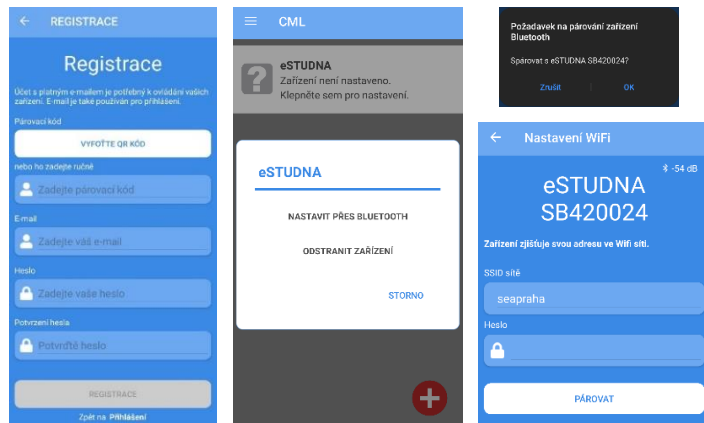 REGISTRACE
Registrace
Účet s platným e-mailem je potřebný k ovládání vašich
zařízení. E-mail je také používán pro přihlášení.
Párovací kód
VYFOŤTE QR KÓD
nebo ho zadejte ručně
Zadejte párovací kód
E-mail
Zadejte váš e-mail
Heslo
Zadejte vaše heslo
Potvrzení hesla
Potvrďtě heslo
REGISTRACE
Zpět na Přihlášení
CML
eSTUDNA
Zařízení není nastaveno.
Klepněte sem pro nastavení.
eSTUDNA
NASTAVIT PŘES BLUETOOTH
ODSTRANIT ZAŘÍZENÍ
STORNO
Požadavek na párování zařízení
Bluetooth
Spárovat s eSTUDNA SB420024?
Zrušit
OK
Nastavení WiFi
-54 dB
eSTUDNA
SB420024
Zařízení zjišťuje svou adresu ve Wifi síti.
SSID sítě
seapraha
Heslo
PÁROVAT